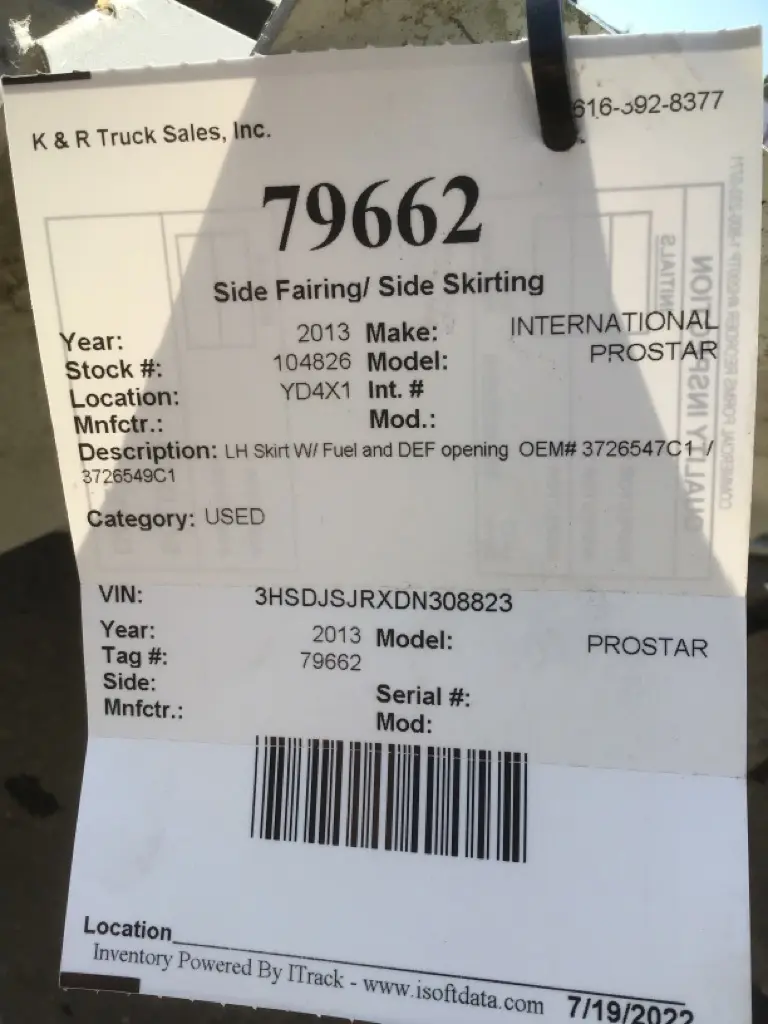 K & R Truck Sales, Inc.
616-392-8377
79662
Side Fairing/ Side Skirting
Year: 2013 Make: INTERNATIONAL
Stock #: 104826 Model: PROSTAR
Location: YD4X1 Int. #
Mnfctr.: Mod.:
Description: LH Skirt W/ Fuel and DEF opening OEM# 3726547C1 /
3726549C1
Category: USED
VIN: 3HSDJSJRXDN308823
Year: 2013 Model: PROSTAR
Tag #: 79662
Side: Serial #:
Mnfctr.: Mod:
Location
Inventory Powered By ITrack - www.isoftdata.com 7/19/2022
QUALITY INSPECTION
INITIALS